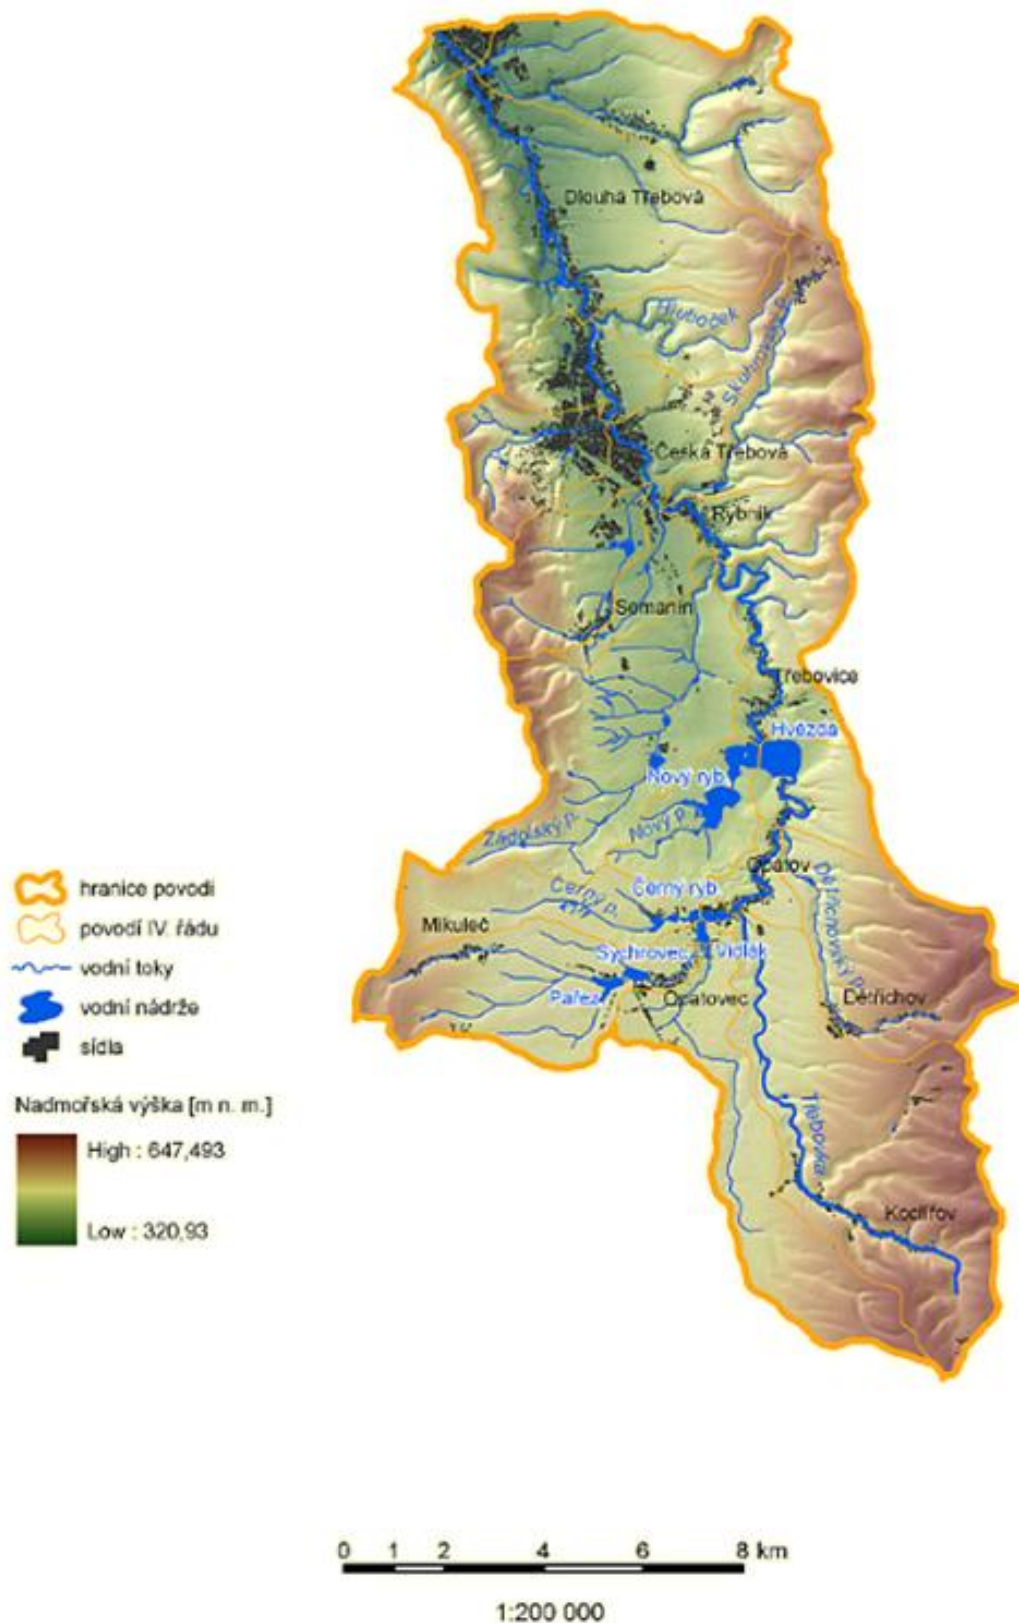 Dlouhá Třebová
Hluboček
Česká Třebová
Rybník
Semanín
Třebovice
Hvězda
Nový ryb.
Nový p.
Zádolský p.
Opatov
Dětřichovský p.
Černý ryb.
Černý p.
Mikuleč
Sychrovec
Vidlák
Pařez
Opatovec
Dětřichov
Třebovka
Koclířov
hranice povodí
povodí IV. řádu
vodní toky
vodní nádrže
sídla
Nadmořská výška [m n. m.]
High : 647,493
Low : 320,93
0 1 2 4 6 8 km
1:200 000